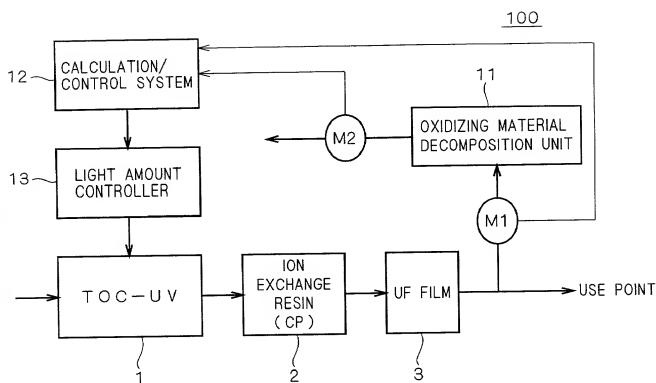 100
12
CALCULATION/
CONTROL SYSTEM
11
M2
OXIDIZING MATERIAL
DECOMPOSITION UNIT
13
LIGHT AMOUNT
CONTROLLER
M1
TOC-UV
ION
EXCHANGE
RESIN
(CP)
UF FILM
USE POINT
1
2
3